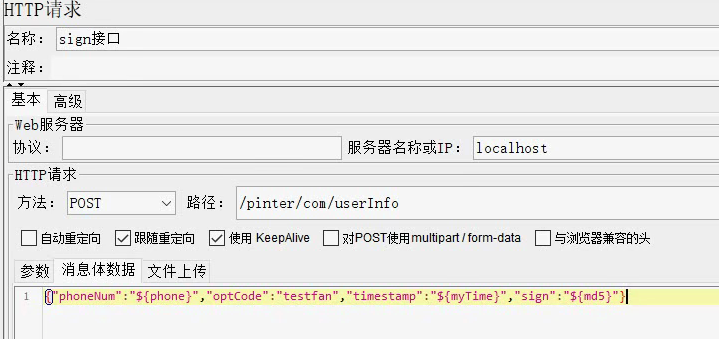 HTTP请求
名称： sign接口
注释：
基本 高级
Web服务器
协议： 服务器名称或IP： localhost
HTTP请求
方法： POST 路径： /pinter/com/userInfo
自动重定向 跟随重定向 使用 KeepAlive 对POST使用multipart / form-data 与浏览器兼容的头
参数 消息体数据 文件上传
1 {"phoneNum":"${phone}","optCode":"testfan","timestamp":"${myTime}","sign":"${md5}"}